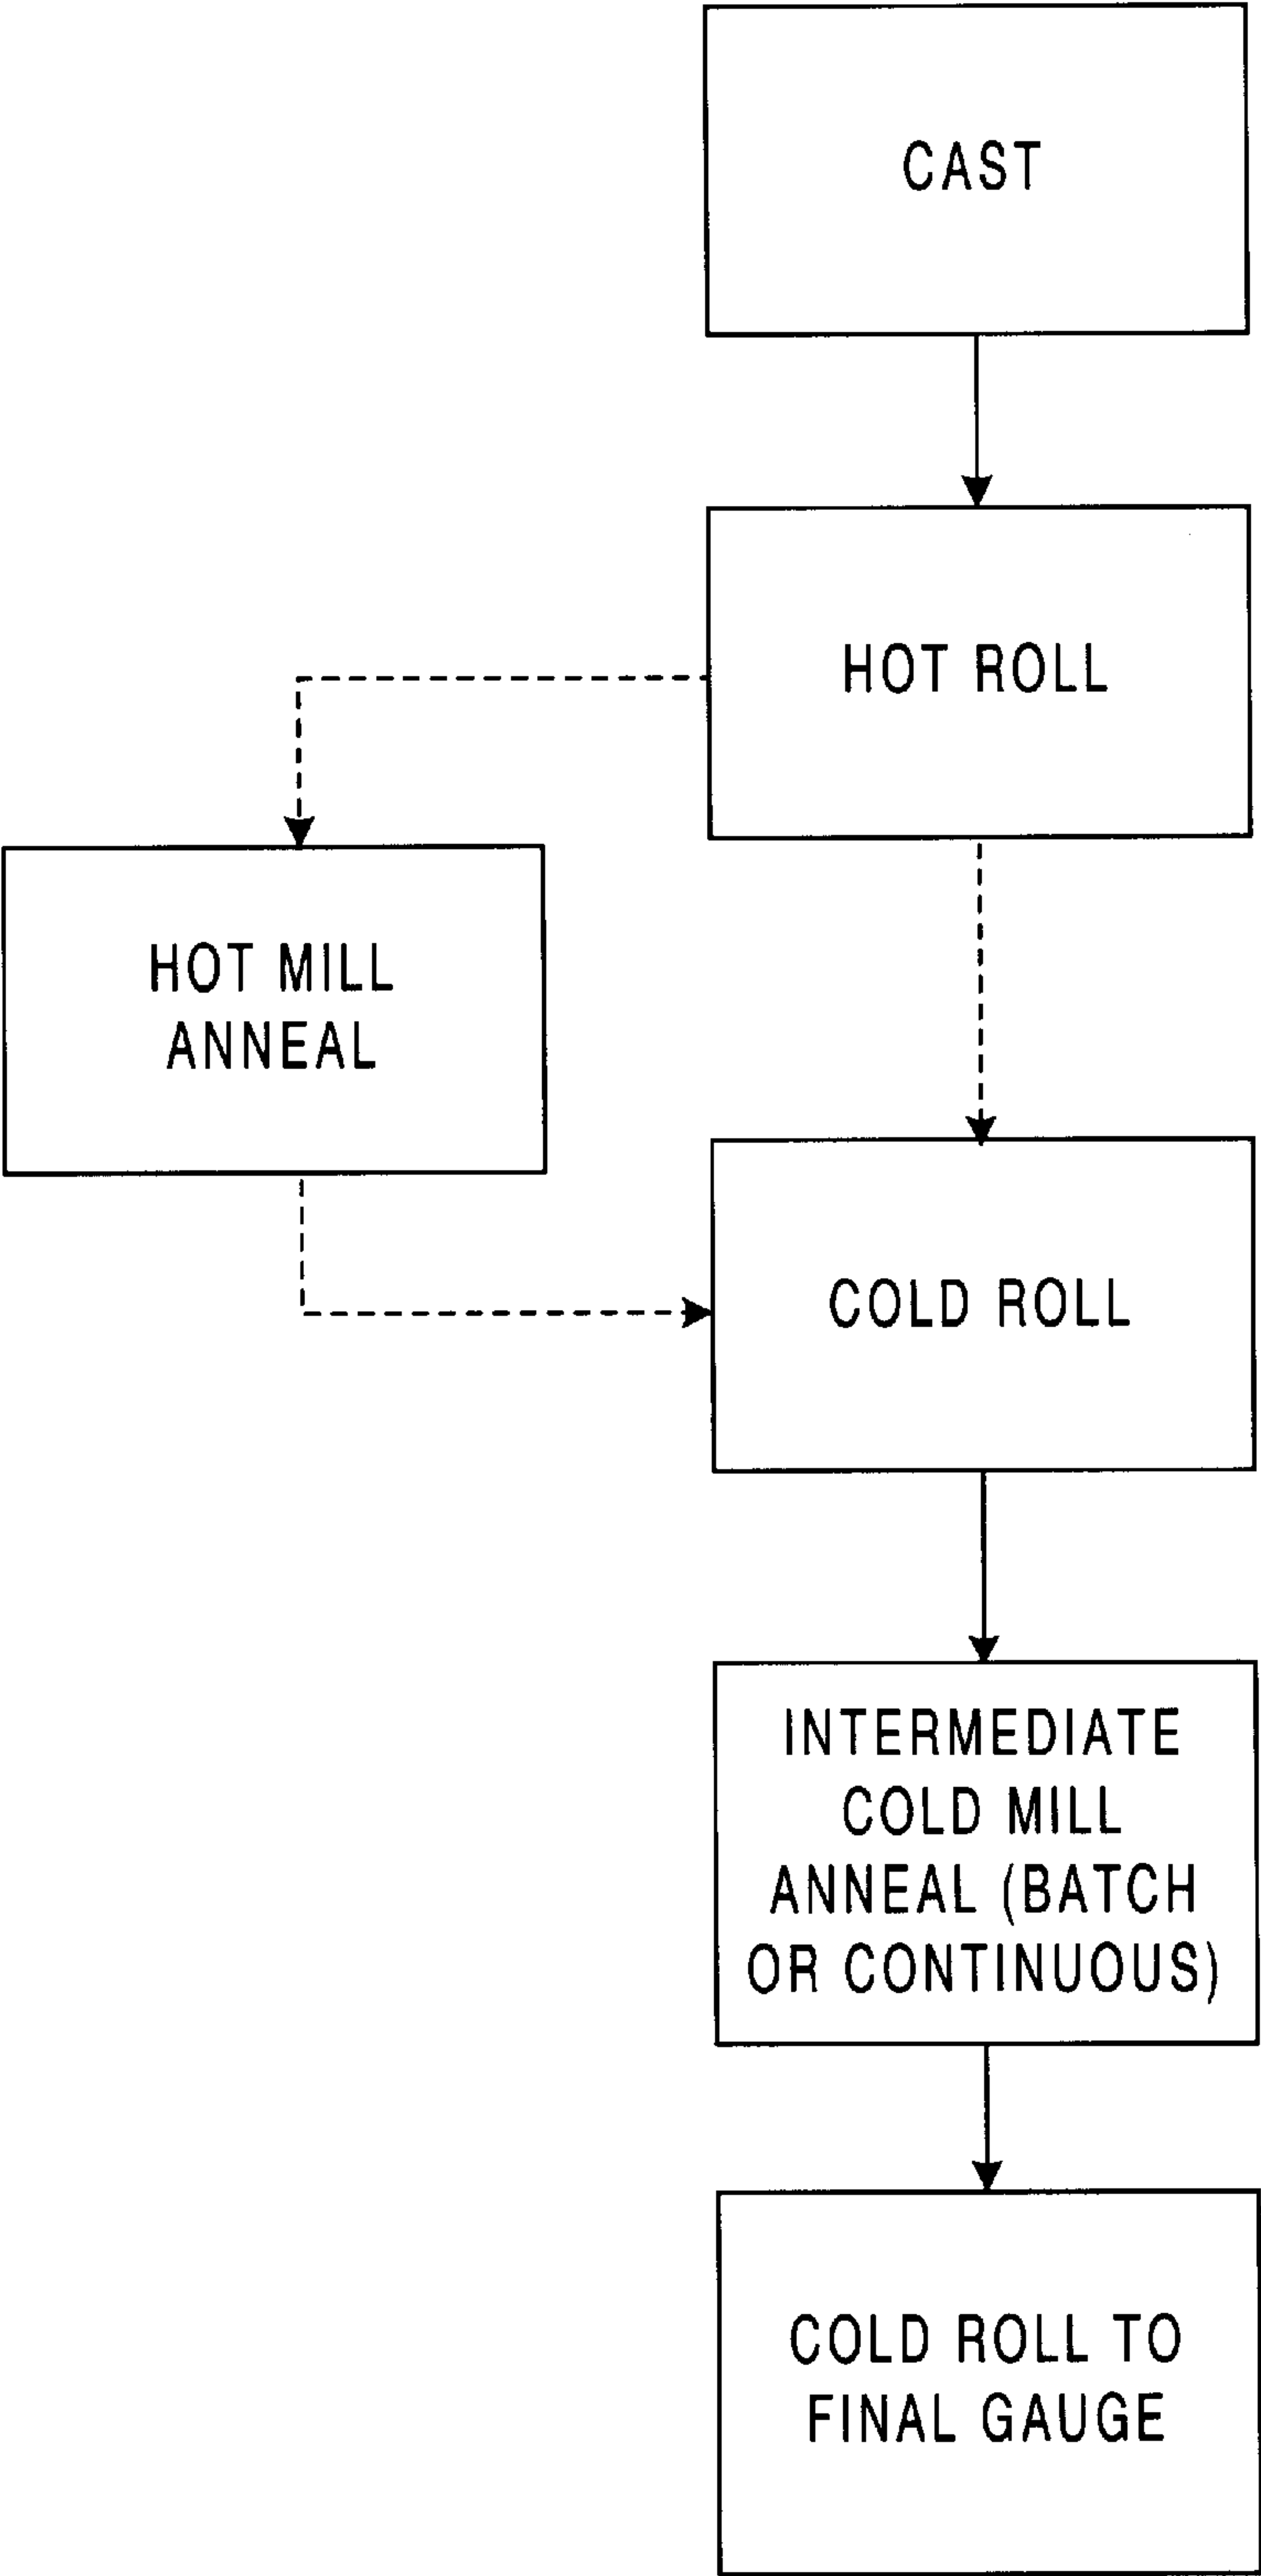 CAST
HOT ROLL
HOT MILL
ANNEAL
COLD ROLL
INTERMEDIATE
COLD MILL
ANNEAL (BATCH
OR CONTINUOUS)
COLD ROLL TO
FINAL GAUGE